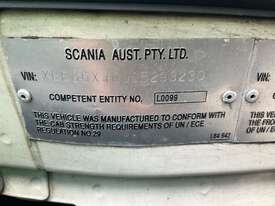 SCANIA AUST. PTY. LTD.
VIN:
COMPETENT ENTITY NO. L0099
THIS VEHICLE WAS MANUFACTURED TO CONFORM WITH
THE CAB STRENGTH REQUIREMENTS OF UN / ECE
REGULATION NO 29
VIN: